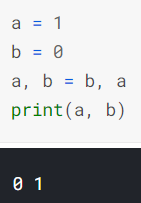 a = 1
b = 0
a, b = b, a
print(a, b)
0 1